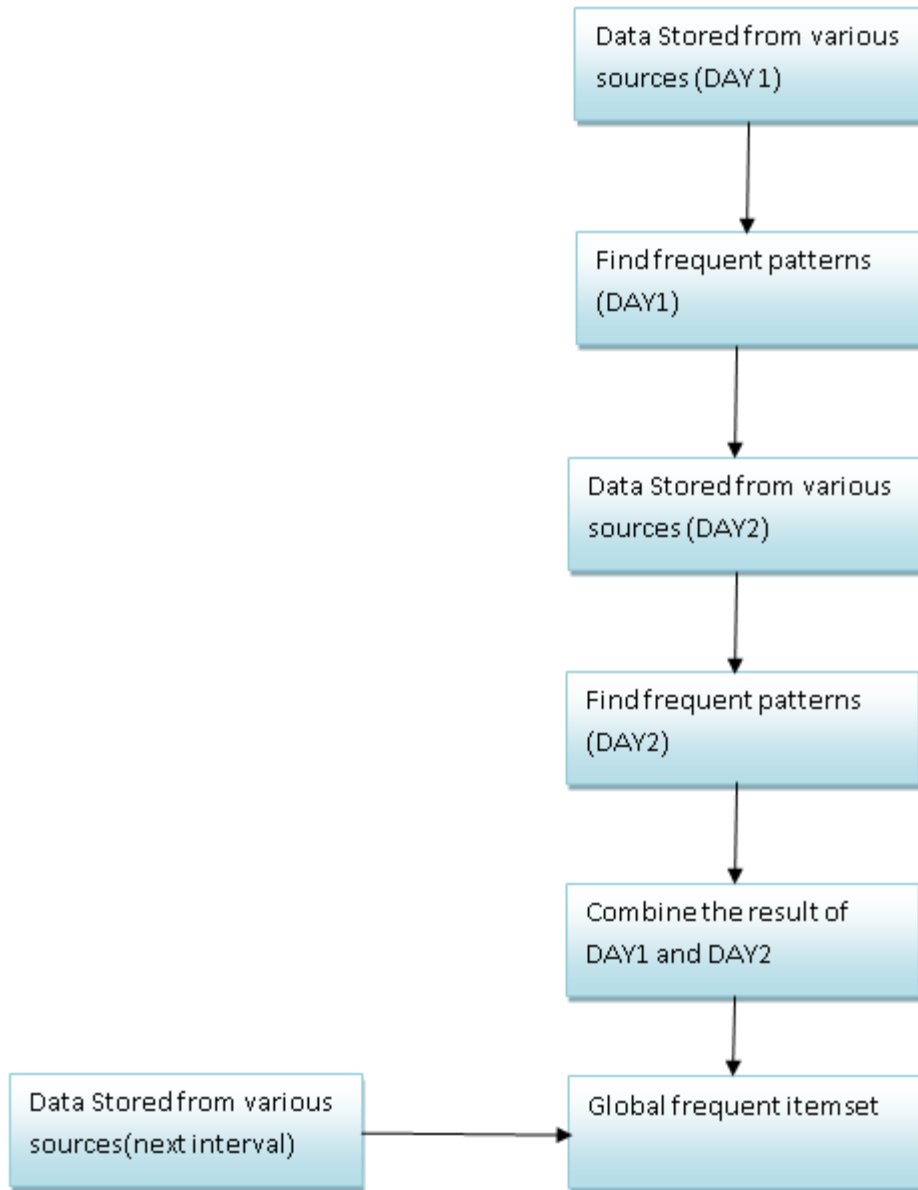 Data Stored from various
sources (DAY1)
Find frequent patterns
(DAY1)
Data Stored from various
sources (DAY2)
Find frequent patterns
(DAY2)
Combine the result of
DAY1 and DAY2
Data Stored from various
sources(next interval)
Global frequent itemset